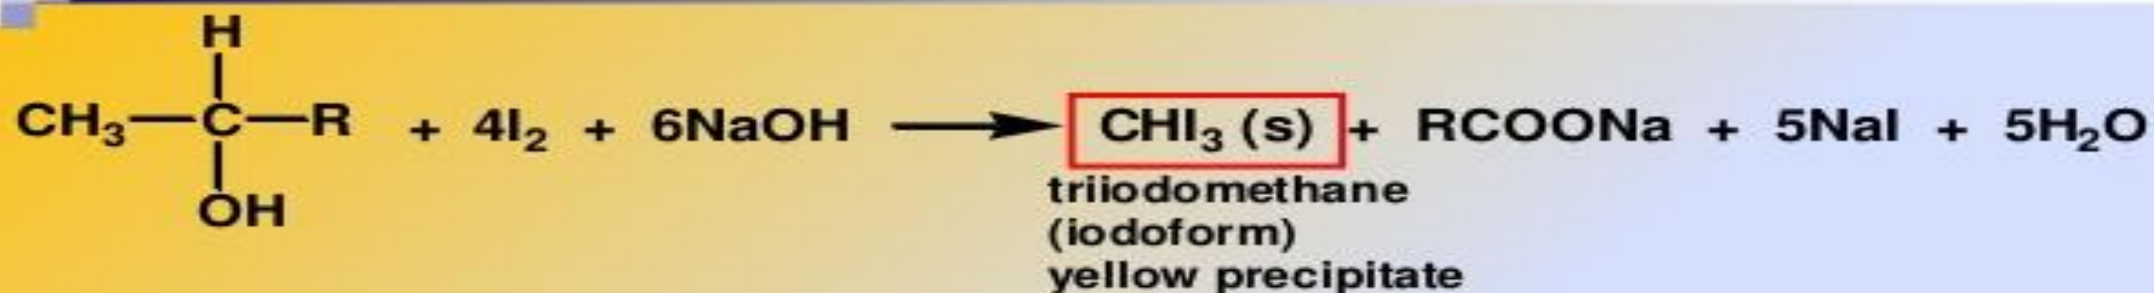 H
CH₃—C—R + 4I₂ + 6NaOH → CHI₃ (s) + RCOONa + 5NaI + 5H₂O
OH
triiodomethane
(iodoform)
yellow precipitate